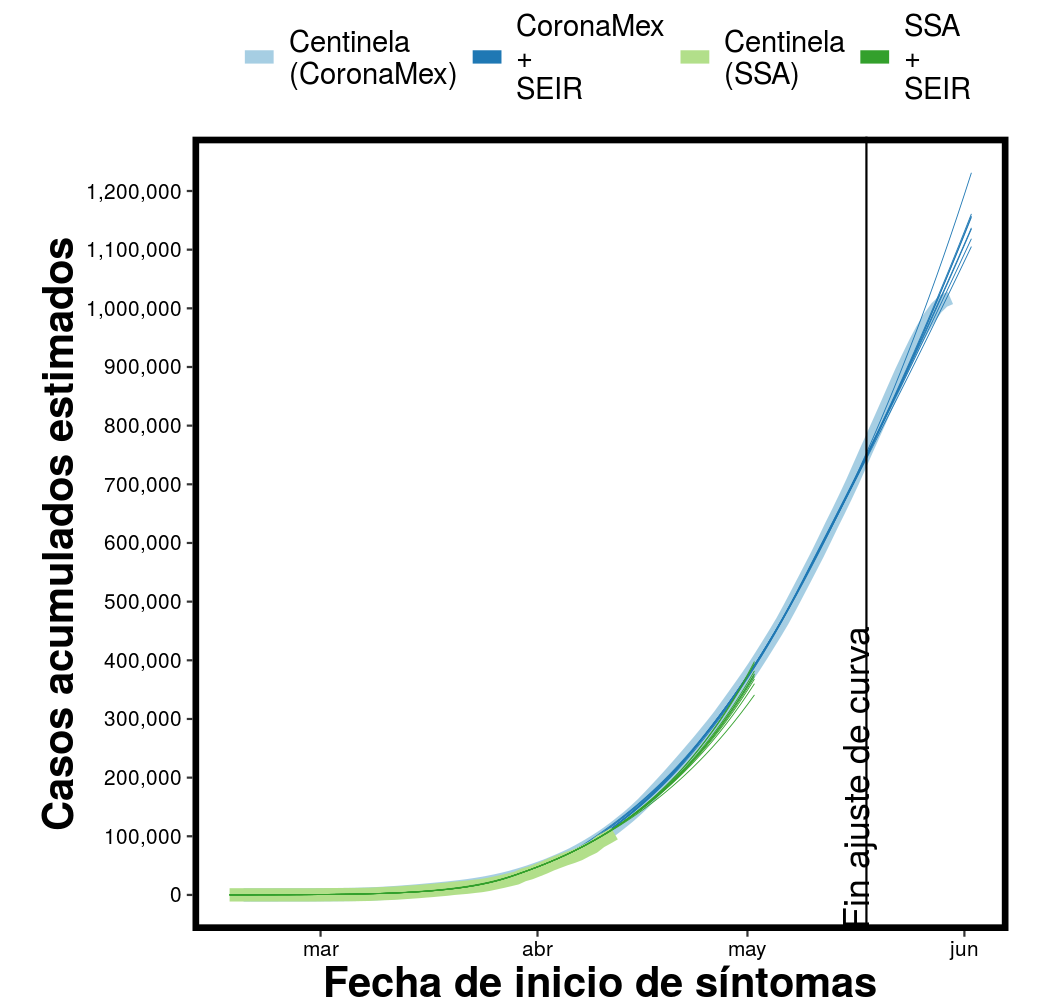 Centinela
(CoronaMex)
CoronaMex
+
SEIR
Centinela
(SSA)
SSA
+
SEIR
Casos acumulados estimados
1,200,000
1,100,000
1,000,000
900,000
800,000
700,000
600,000
500,000
400,000
300,000
200,000
100,000
0
Fin ajuste de curva
mar
abr
may
jun
Fecha de inicio de síntomas